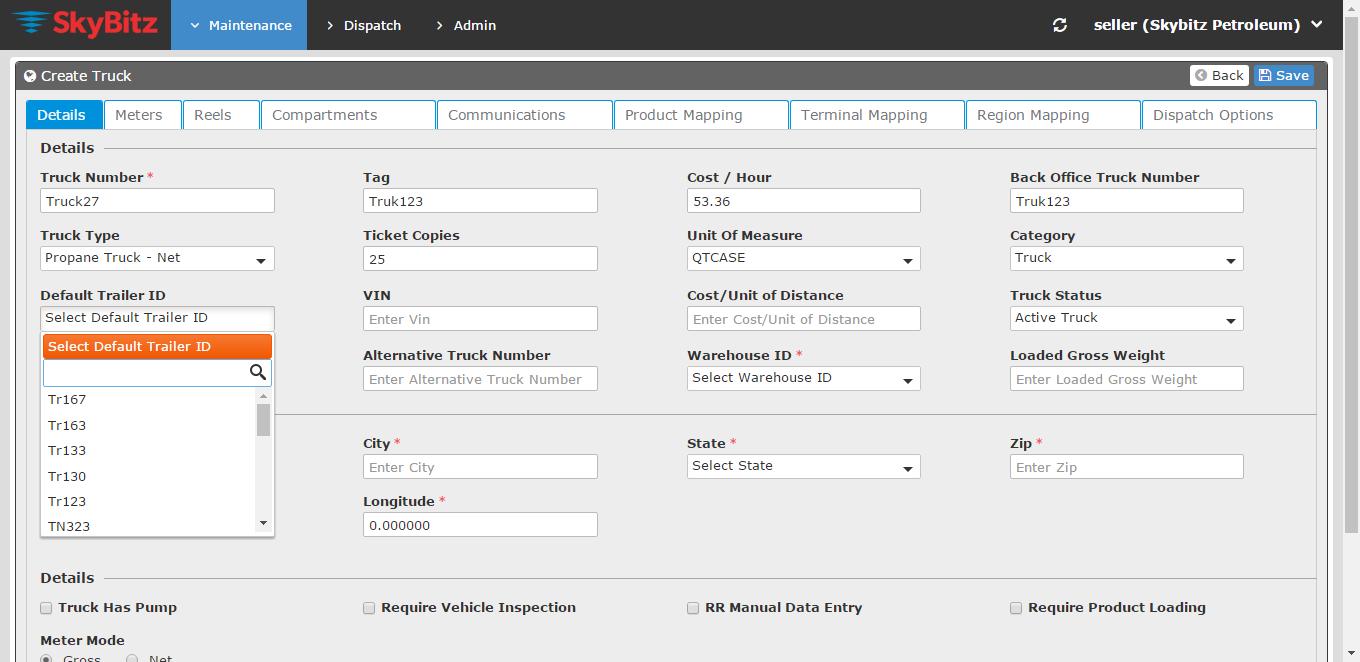 SkyBitz Maintenance Dispatch Admin seller (Skybitz Petroleum)
Create Truck Back Save
Details Meters Reels Compartments Communications Product Mapping Terminal Mapping Region Mapping Dispatch Options
Details
Truck Number * Tag Cost / Hour Back Office Truck Number
Truck27 Truk123 53.36 Truk123
Truck Type Ticket Copies Unit Of Measure Category
Propane Truck - Net 25 QTCASE Truck
Default Trailer ID VIN Cost/Unit of Distance Truck Status
Select Default Trailer ID Enter Vin Enter Cost/Unit of Distance Active Truck
Select Default Trailer ID Alternative Truck Number Warehouse ID * Loaded Gross Weight
Enter Alternative Truck Number Select Warehouse ID Enter Loaded Gross Weight
Tr167
Tr163
Tr133 City * State * Zip *
Tr130 Enter City Select State Enter Zip
Tr123 Longitude *
TN323 0.000000
Details
Truck Has Pump Require Vehicle Inspection RR Manual Data Entry Require Product Loading
Meter Mode
Gross Net